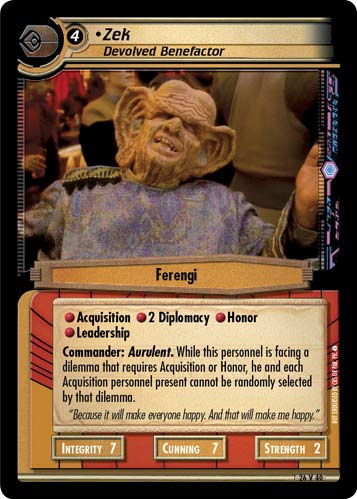 4
•Zek
Devolved Benefactor
Ferengi
Acquisition 2 Diplomacy Honor
Leadership
Commander: Aurulent. While this personnel is facing a
dilemma that requires Acquisition or Honor, he and each
Acquisition personnel present cannot be randomly selected
by that dilemma.
"Because it will make everyone happy. And that will make me happy."
INTEGRITY 7 CUNNING 7 STRENGTH 2
26 V 40